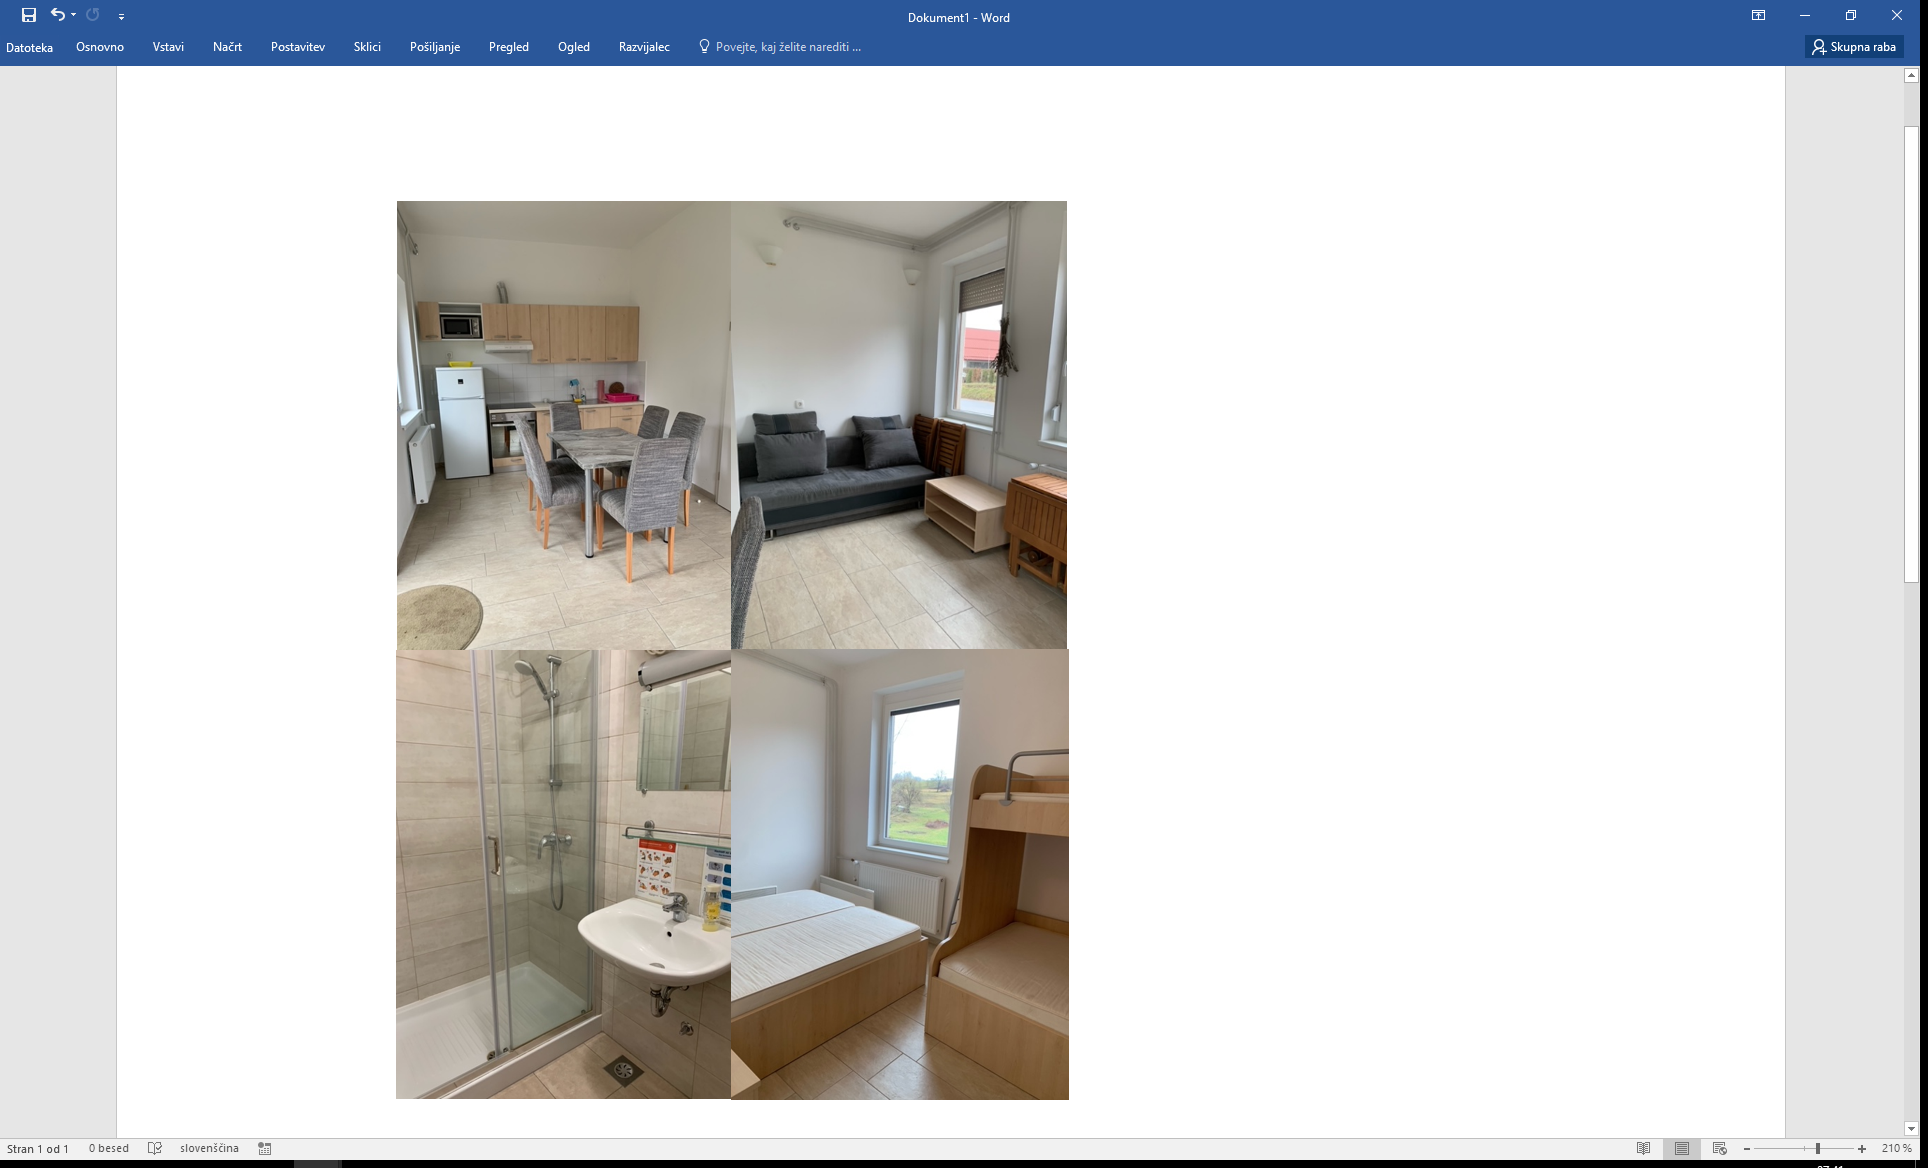 Dokument1 - Word
Datoteka Osnovno Vstavi Načrt Postavitev Sklici Pošiljanje Pregled Ogled Razvijalec Povejte, kaj želite narediti ... Skupna raba
Stran 1 od 1 0 besed slovenščina 210 %